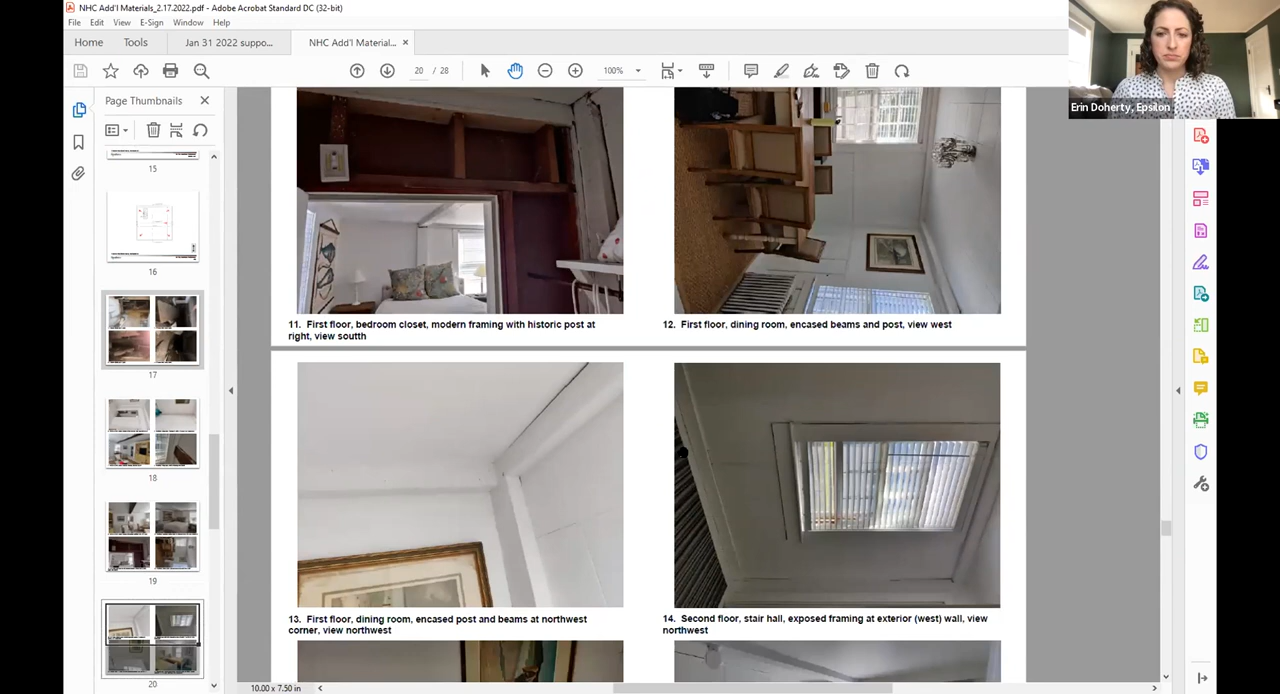 NHC Add'l Materials_2.17.2022.pdf - Adobe Acrobat Standard DC (32-bit)
File Edit View E-Sign Window Help
Home Tools Jan 31 2022 suppo... NHC Add'l Material... ×
20 / 28 100%
Page Thumbnails
15
16
17
18
19
20
11. First floor, bedroom closet, modern framing with historic post at
right, view soutth
12. First floor, dining room, encased beams and post, view west
13. First floor, dining room, encased post and beams at northwest
corner, view northwest
14. Second floor, stair hall, exposed framing at exterior (west) wall, view
northwest
10.00 x 7.50 in
Erin Doherty, Epsilon